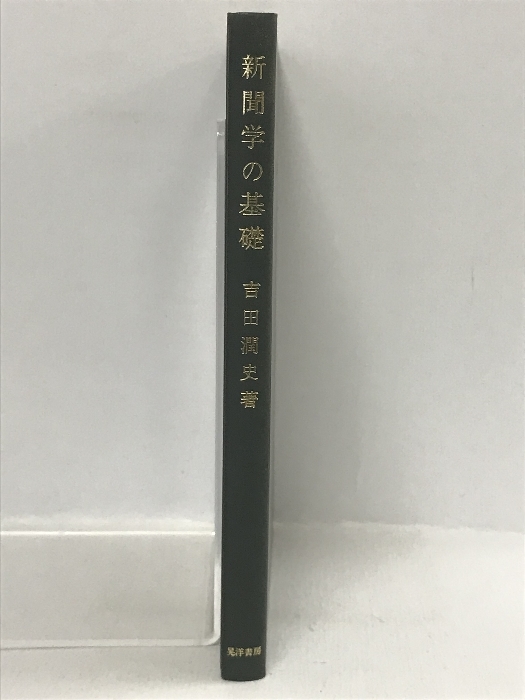 新聞学の基礎
吉田潤史著
晃洋書房